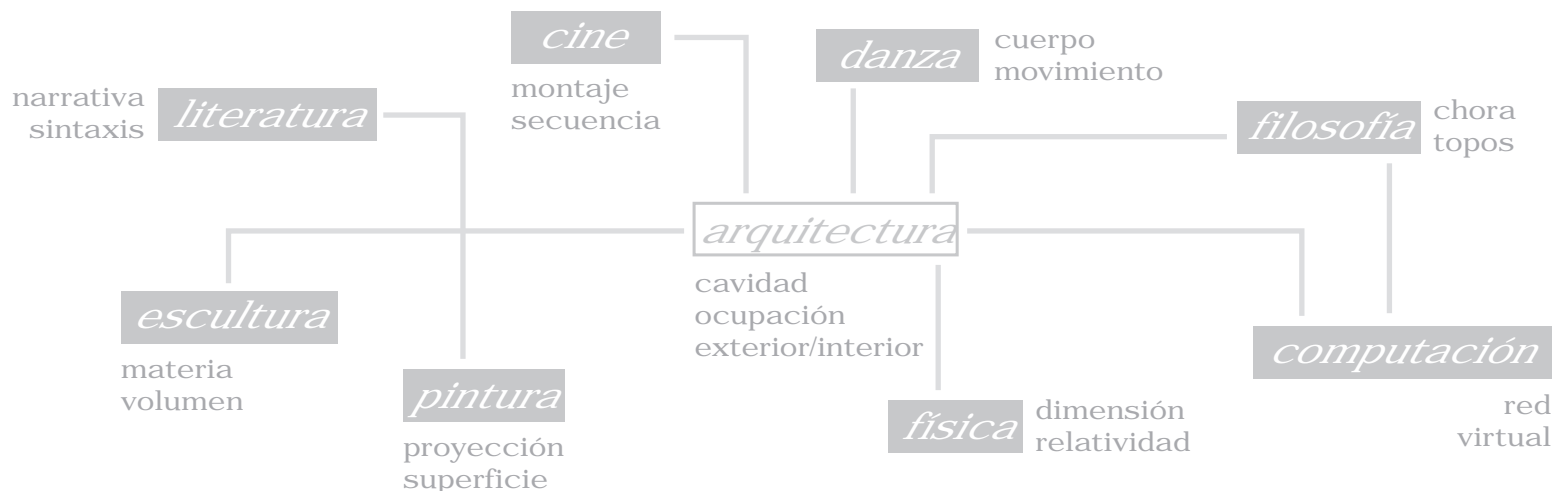 cine
montaje
secuencia
danza
cuerpo
movimiento
narrativa
sintaxis
literatura
filosofía
chora
topos
arquitectura
cavidad
ocupación
exterior/interior
escultura
materia
volumen
pintura
proyección
superficie
física
dimensión
relatividad
computación
red
virtual